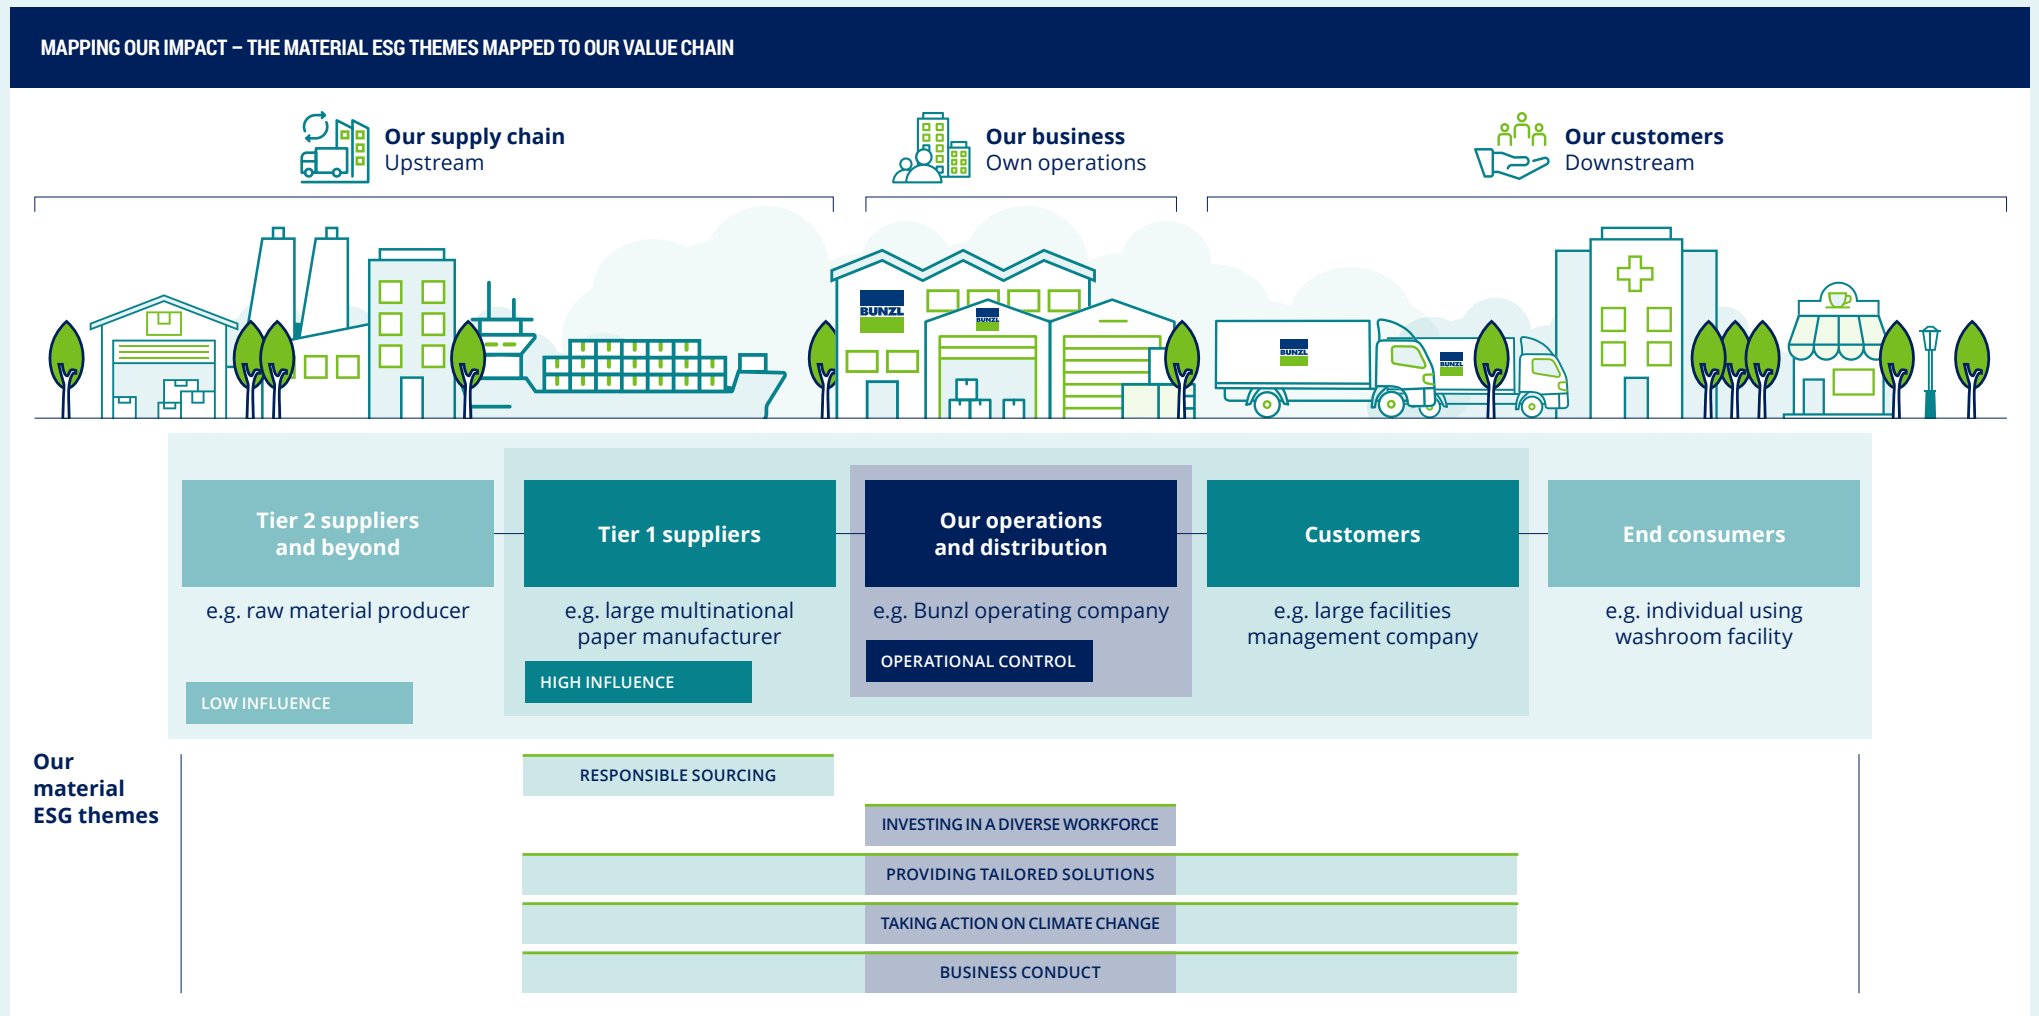 MAPPING OUR IMPACT – THE MATERIAL ESG THEMES MAPPED TO OUR VALUE CHAIN
Our supply chain
Upstream
Our business
Own operations
Our customers
Downstream
BUNZL
BUNZL
BUNZL
BUNZL
Tier 2 suppliers
and beyond
e.g. raw material producer
LOW INFLUENCE
Tier 1 suppliers
e.g. large multinational
paper manufacturer
HIGH INFLUENCE
Our operations
and distribution
e.g. Bunzl operating company
OPERATIONAL CONTROL
Customers
e.g. large facilities
management company
End consumers
e.g. individual using
washroom facility
Our
material
ESG themes
RESPONSIBLE SOURCING
INVESTING IN A DIVERSE WORKFORCE
PROVIDING TAILORED SOLUTIONS
TAKING ACTION ON CLIMATE CHANGE
BUSINESS CONDUCT